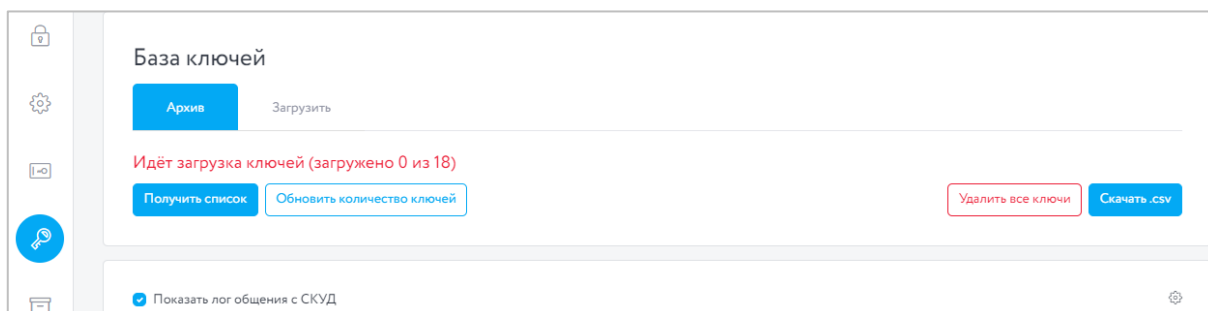 База ключей
Архив Загрузить
Идёт загрузка ключей (загружено 0 из 18)
Получить список Обновить количество ключей Удалить все ключи Скачать .csv
Показать лог общения с СКУД